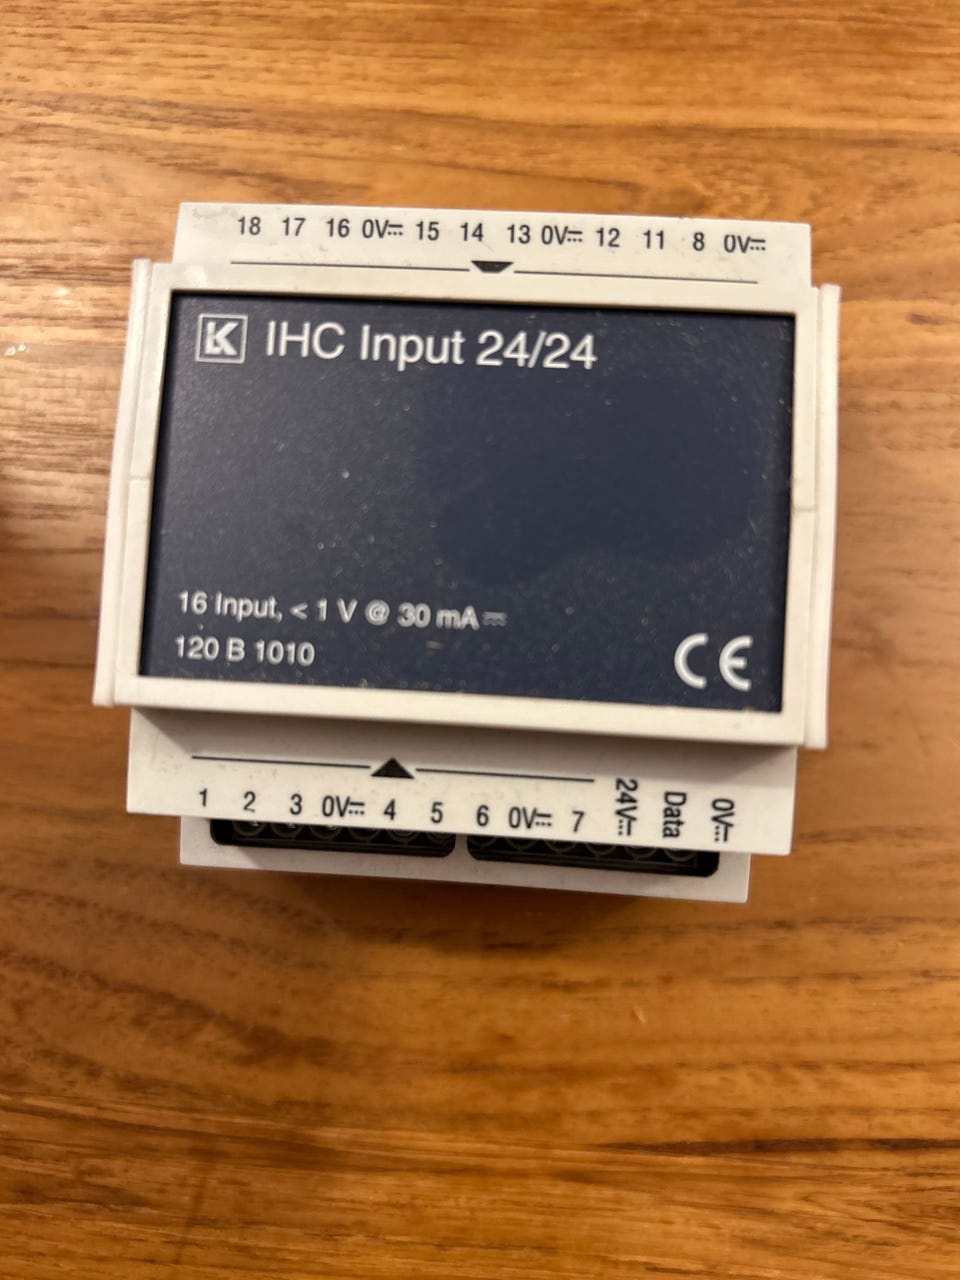 18 17 16 0V⎓ 15 14 13 0V⎓ 12 11 8 0V⎓
LK IHC Input 24/24
16 Input, < 1 V @ 30 mA⎓
120 B 1010
CE
1 2 3 0V⎓ 4 5 6 0V⎓ 7 24V⎓ Data 0V⎓